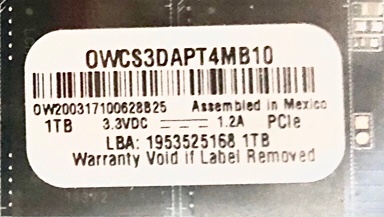 OWCS3DAPT4MB10
OW200317100628B25 Assembled in Mexico
1TB 3.3VDC 1.2A PCIe
LBA: 1953525168 1TB
Warranty Void if Label Removed